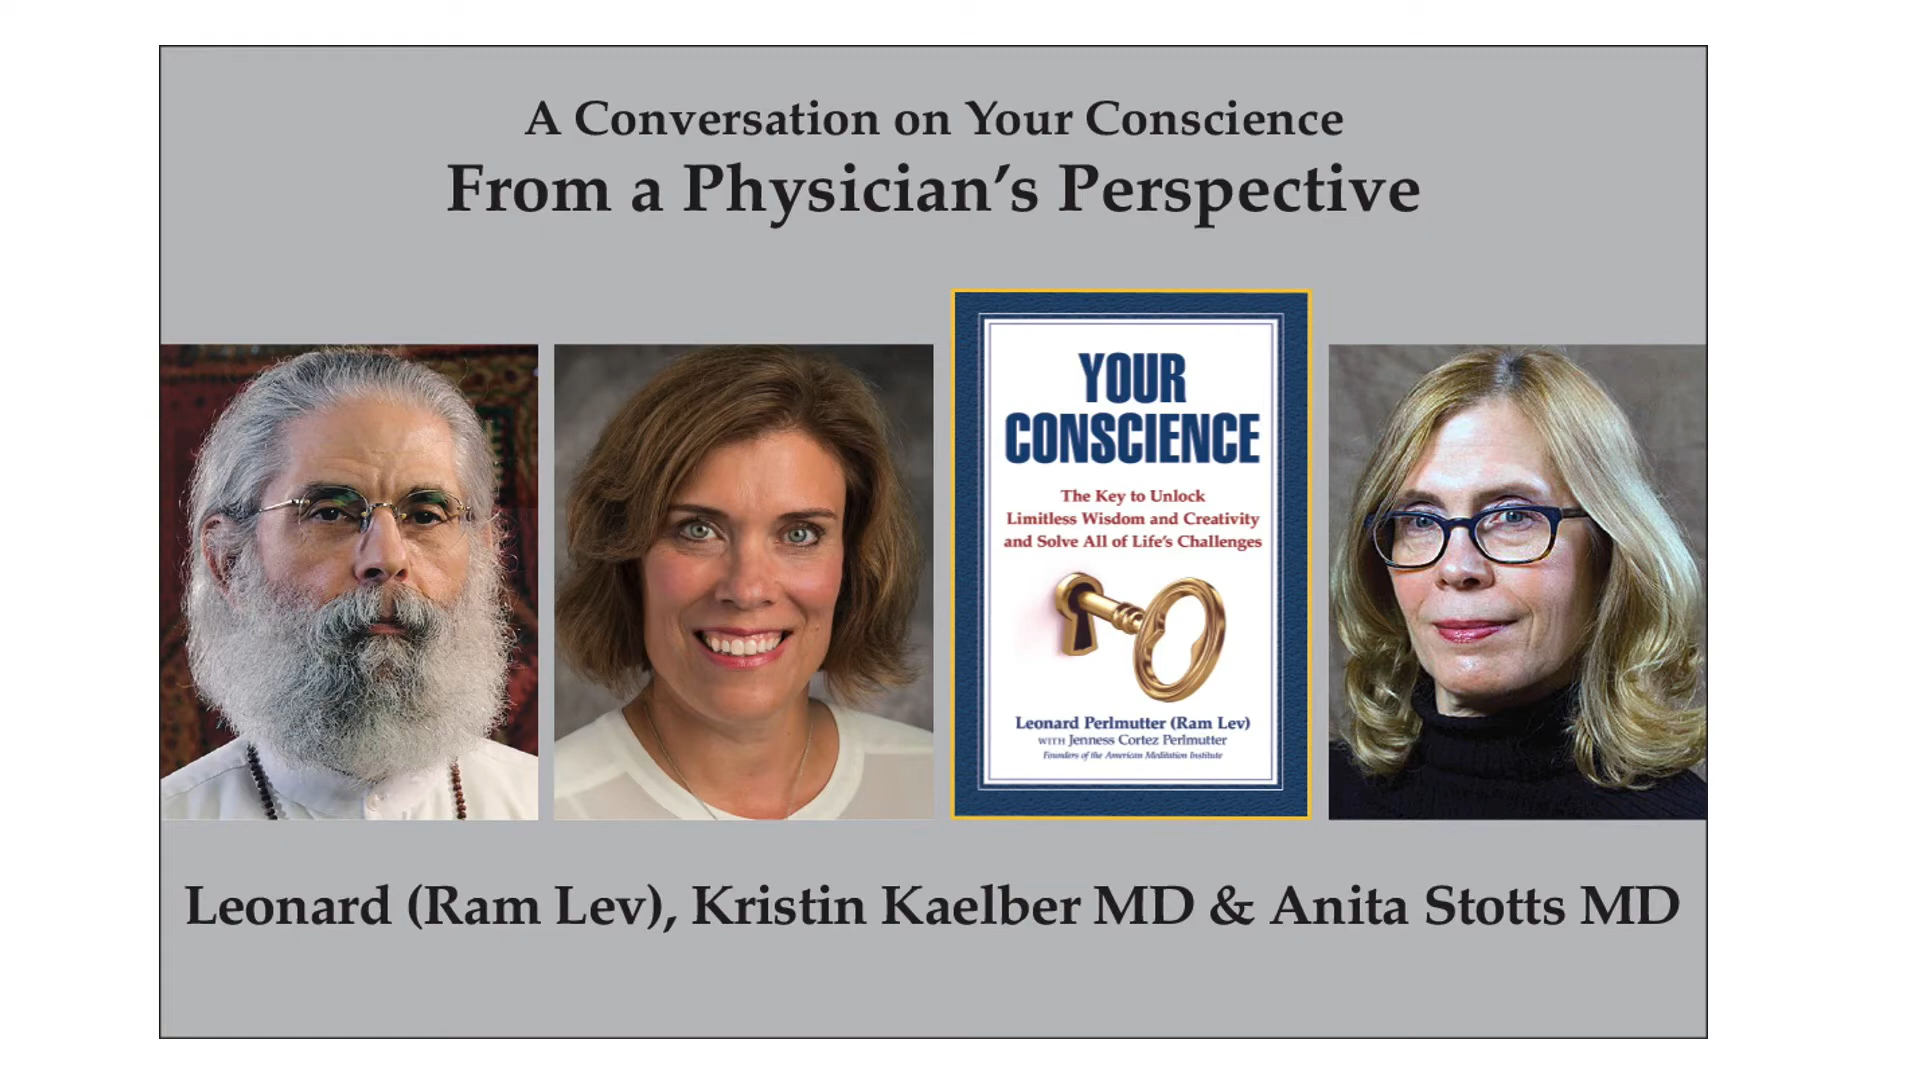 A Conversation on Your Conscience
From a Physician's Perspective
YOUR
CONSCIENCE
The Key to Unlock
Limitless Wisdom and Creativity
and Solve All of Life's Challenges
Leonard Perlmutter (Ram Lev)
WITH Jenness Cortez Perlmutter
Founders of the American Meditation Institute
Leonard (Ram Lev), Kristin Kaelber MD & Anita Stotts MD